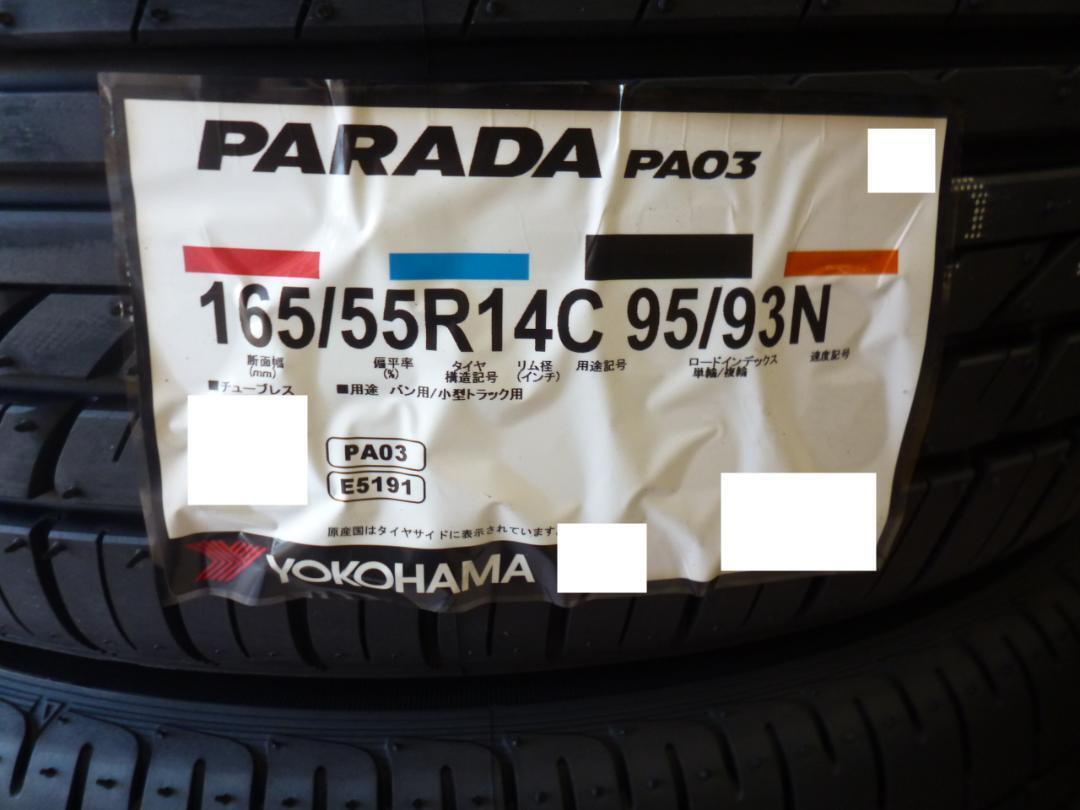 PARADA PA03
165/55R14C 95/93N
断面幅 偏平率 タイヤ リム径 用途記号 ロードインデックス 速度記号
(mm) (%) 構造記号 (インチ) 単輪/複輪
■チューブレス ■用途 バン用/小型トラック用
PA03
E5191
原産国はタイヤサイドに表示されています。
YOKOHAMA